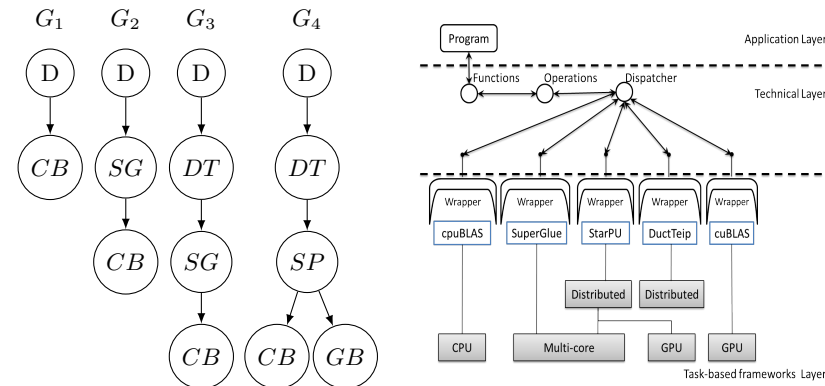 G1 G2 G3 G4
D D D D
CB SG DT DT
CB SG SP
CB CB GB
Program
Application Layer
Functions Operations Dispatcher
Technical Layer
Wrapper Wrapper Wrapper Wrapper Wrapper
cpuBLAS SuperGlue StarPU DuctTeip cuBLAS
Distributed Distributed
CPU Multi-core GPU GPU
Task-based frameworks Layer